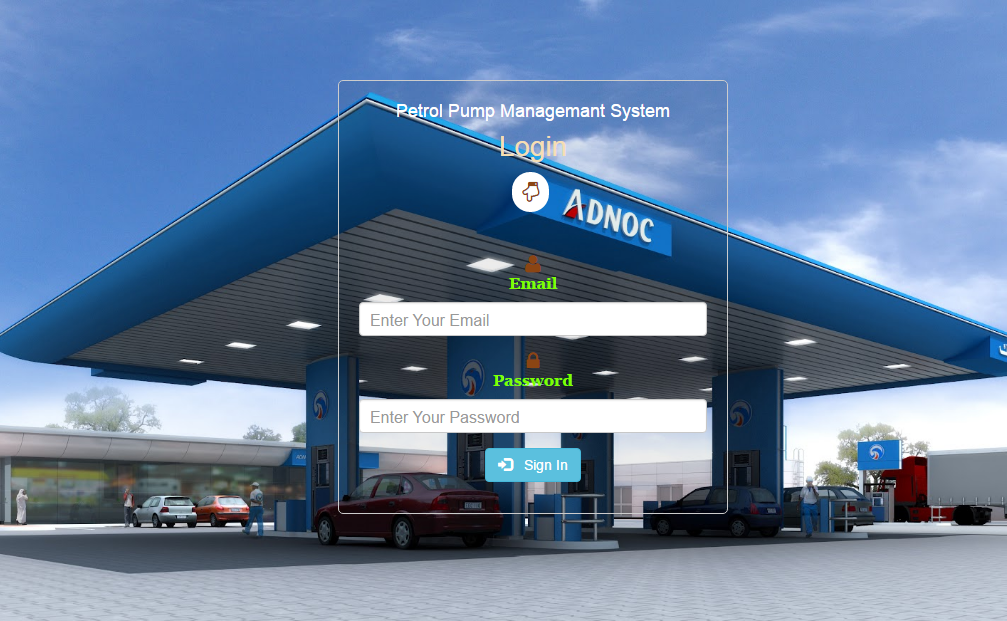 Petrol Pump Managemant System
Login
ADNOC
Email
Enter Your Email
Password
Enter Your Password
Sign In